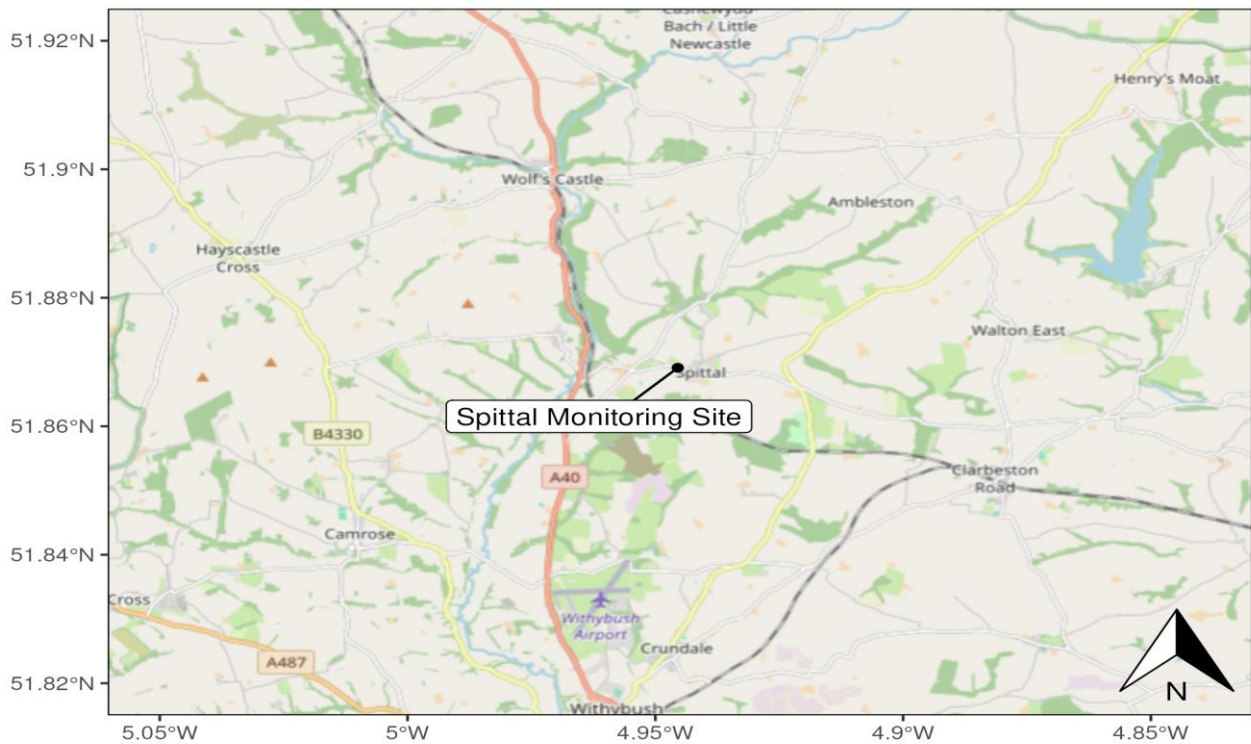 51.92°N
51.9°N
51.88°N
51.86°N
51.84°N
51.82°N
Bach / Little
Newcastle
Henry's Moat
Wolf's Castle
Ambleston
Hayscastle
Cross
Walton East
Spittal
Spittal Monitoring Site
B4330
A40
Clarbeston
Road
Camrose
Cross
Withybush
Airport
Crundale
A487
Withybush
N
5.05°W
5°W
4.95°W
4.9°W
4.85°W